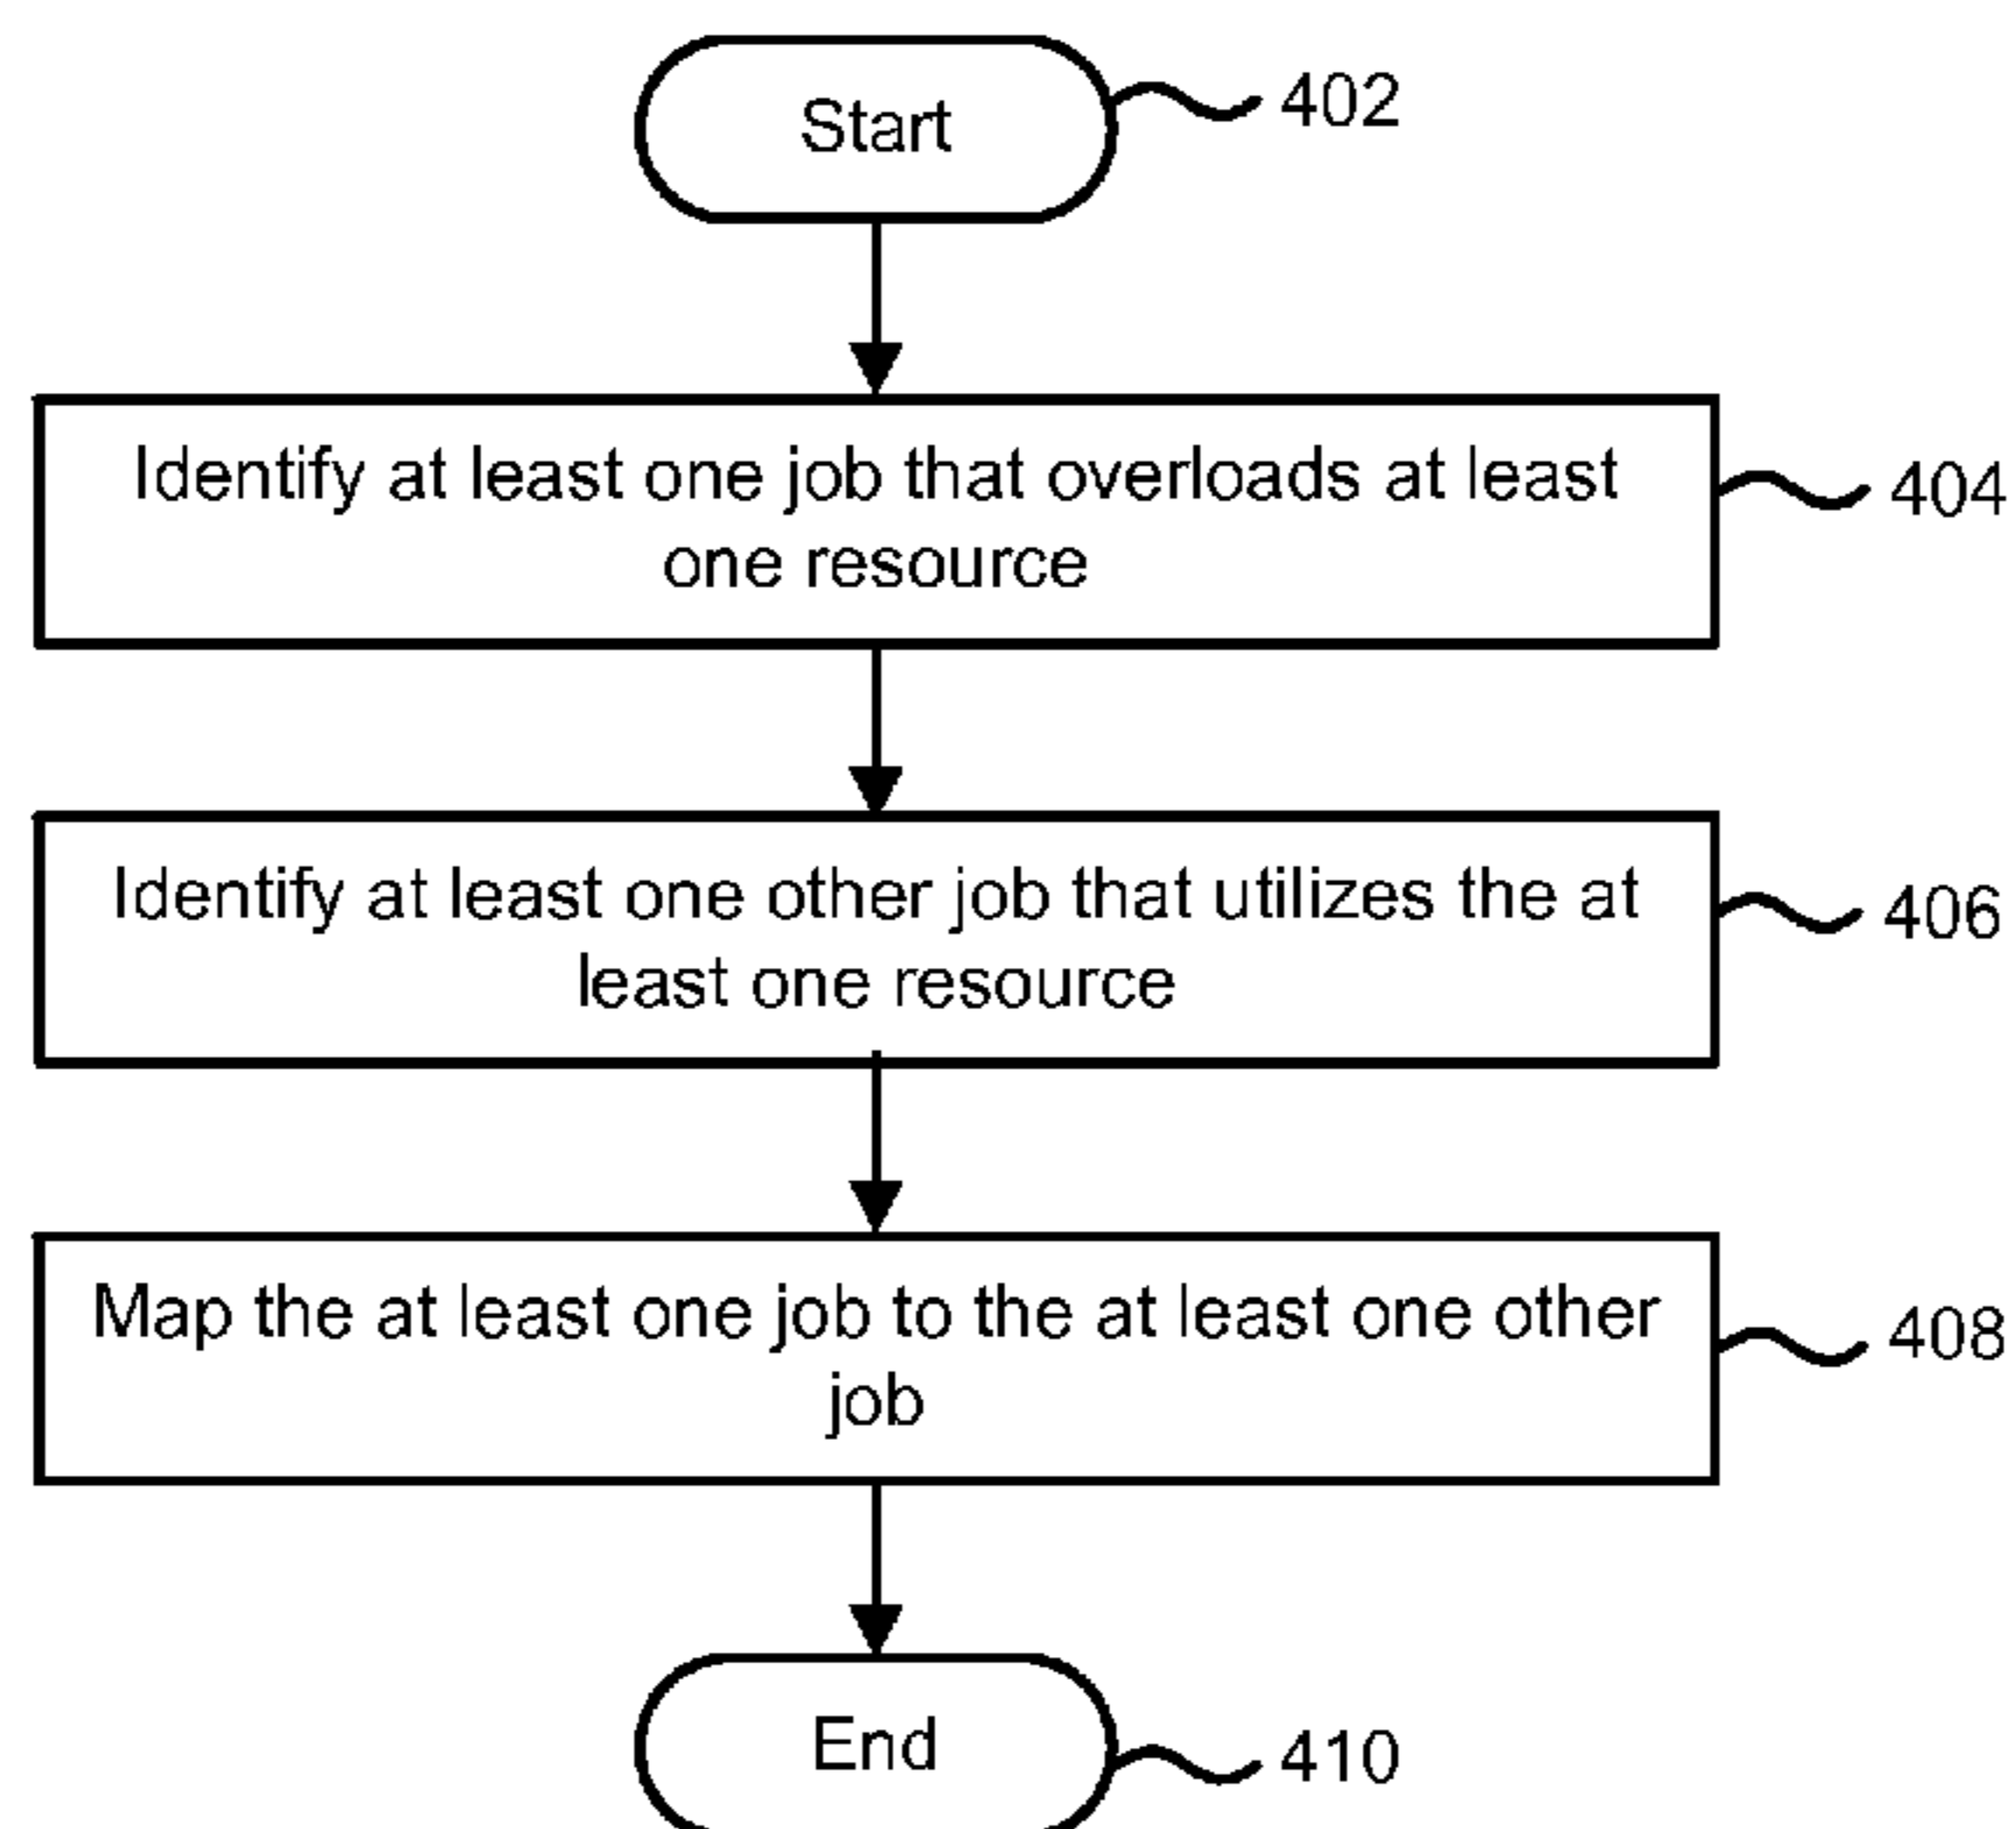 Start
402
Identify at least one job that overloads at least
one resource
404
Identify at least one other job that utilizes the at
least one resource
406
Map the at least one job to the at least one other
job
408
End
410